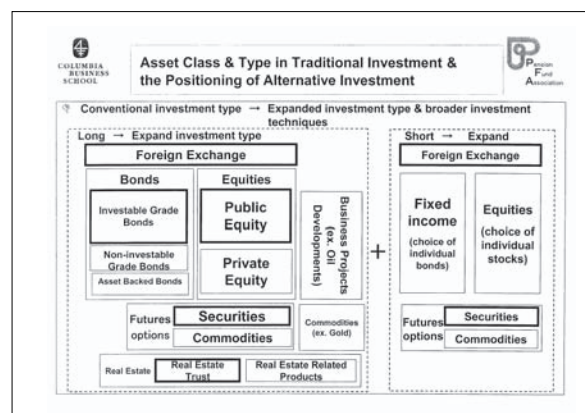 COLUMBIA
BUSINESS
SCHOOL
Asset Class & Type in Traditional Investment &
the Positioning of Alternative Investment
Pension
Fund
Association
Conventional investment type → Expanded investment type & broader investment
techniques
Long → Expand investment type
Foreign Exchange
Bonds
Investable Grade
Bonds
Non-investable
Grade Bonds
Asset Backed Bonds
Equities
Public
Equity
Private
Equity
Business Projects
(ex. Oil
Developments)
Futures
options
Securities
Commodities
Commodities
(ex. Gold)
Real Estate
Real Estate
Trust
Real Estate Related
Products
+
Short → Expand
Foreign Exchange
Fixed
income
(choice of
individual
bonds)
Equities
(choice of
individual
stocks)
Futures
options
Securities
Commodities